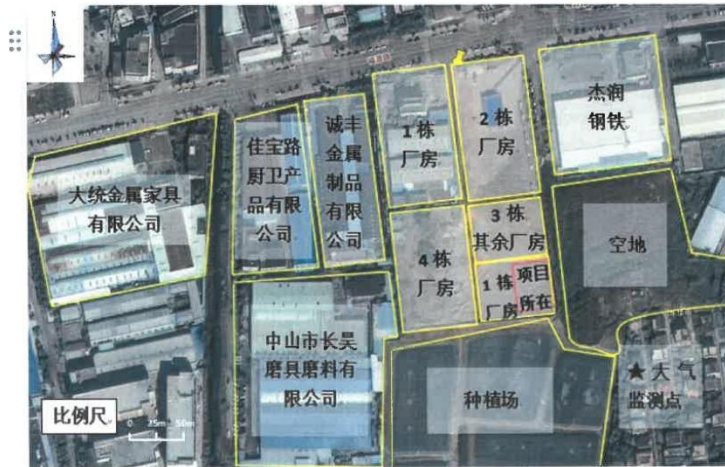 N
杰润
钢铁
1 栋
厂房
2 栋
厂房
诚丰
金属
制品
有限
公司
佳宝路
厨卫产
品有限
公司
大统金属家具
有限公司
3 栋
其余厂房
空地
4 栋
厂房
1 栋
厂房
项目
所在
中山市长昊
磨具磨料有
限公司
种植场
★大气
监测点
比例尺
0 25m 50m